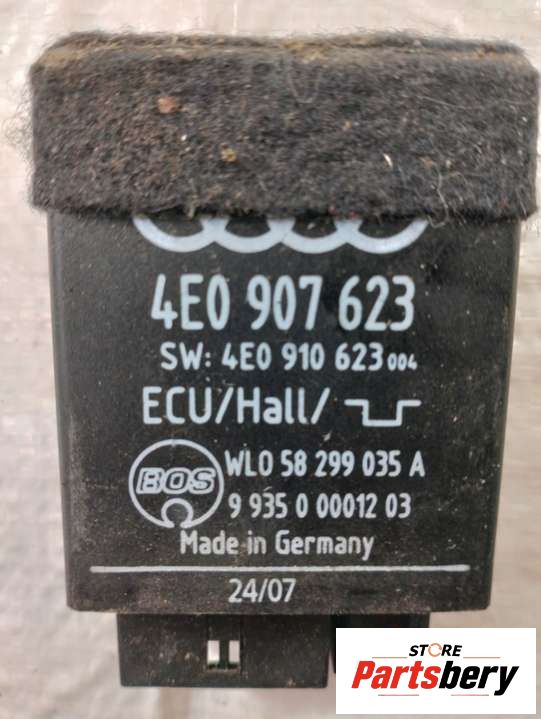 4E0 907 623
SW: 4E0 910 623 004
ECU/Hall/
BOS
WLO 58 299 035 A
9 935 0 00012 03
Made in Germany
24/07
STORE
Partsbery